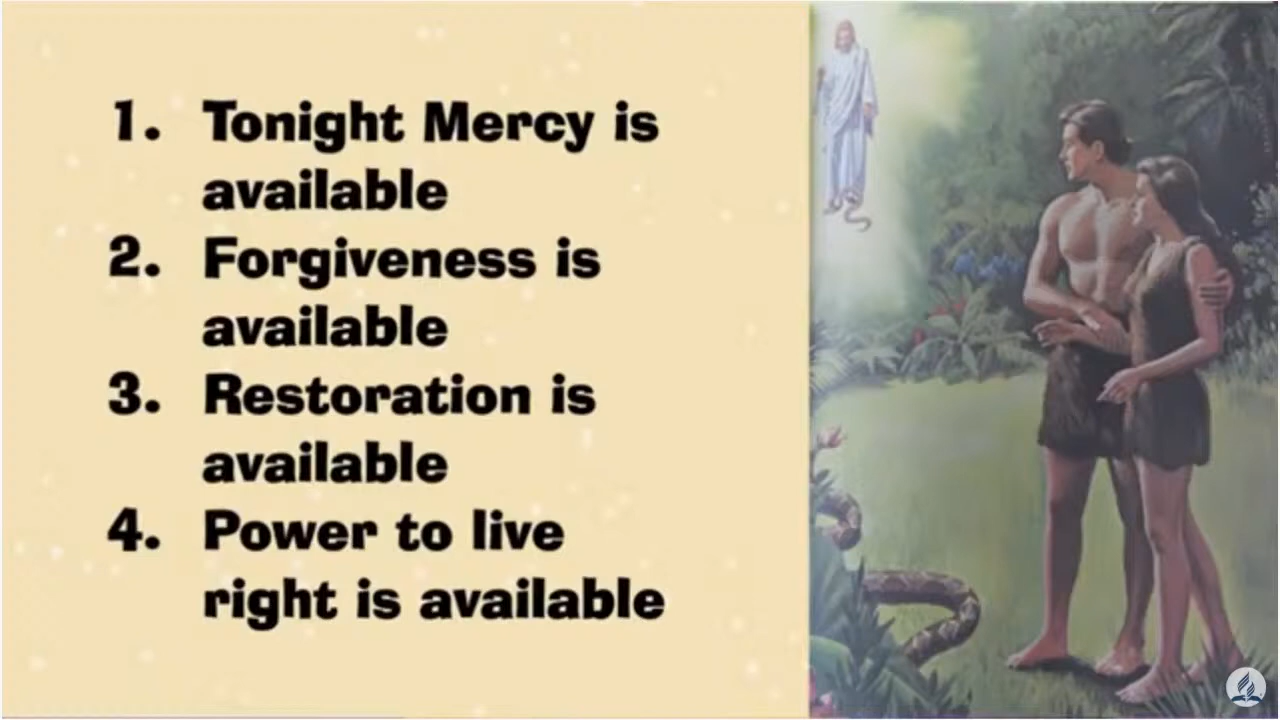 1. Tonight Mercy is
available
2. Forgiveness is
available
3. Restoration is
available
4. Power to live
right is available